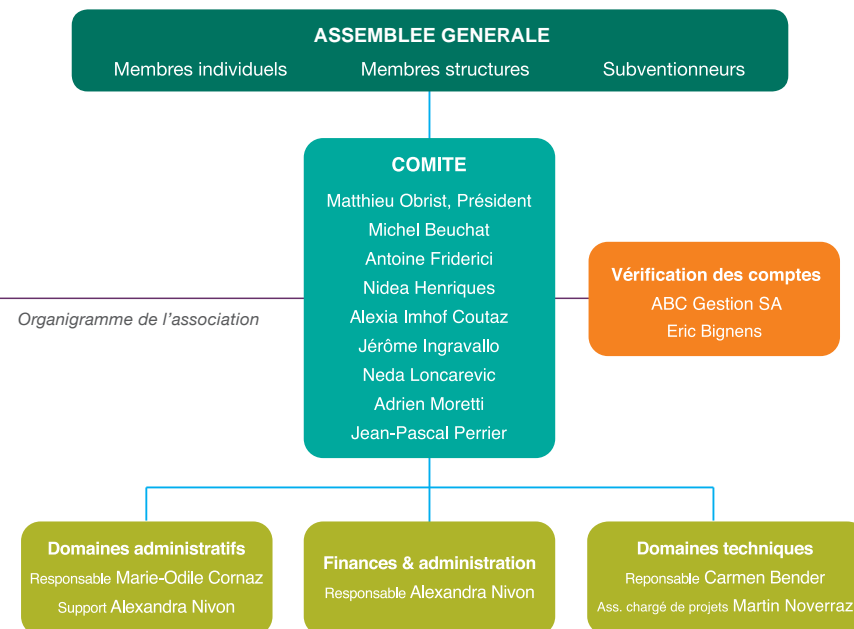 ASSEMBLEE GENERALE
Membres individuels Membres structures Subventionneurs
COMITE
Matthieu Obrist, Président
Michel Beuchat
Antoine Friderici
Nidea Henriques
Alexia Imhof Coutaz
Jérôme Ingravallo
Neda Loncarevic
Adrien Moretti
Jean-Pascal Perrier
Vérification des comptes
ABC Gestion SA
Eric Bignens
Organigramme de l'association
Domaines administratifs
Responsable Marie-Odile Cornaz
Support Alexandra Nivon
Finances & administration
Responsable Alexandra Nivon
Domaines techniques
Reponsable Carmen Bender
Ass. chargé de projets Martin Noverraz